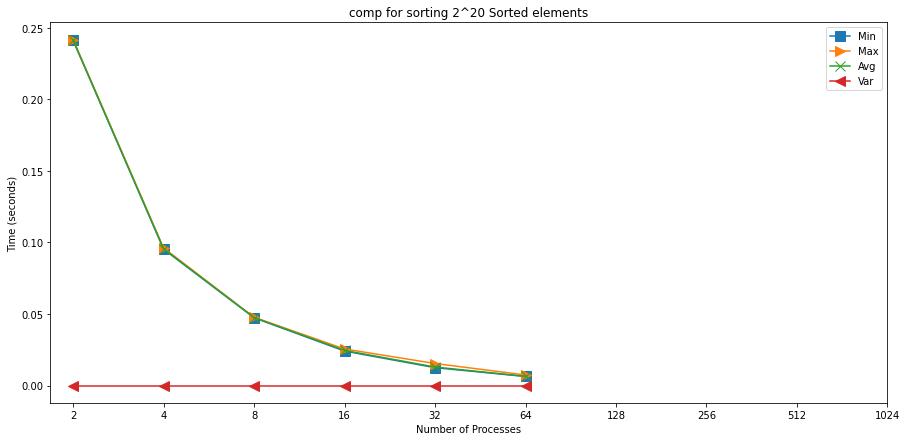 comp for sorting 2^20 Sorted elements
Time (seconds)
0.25
0.20
0.15
0.10
0.05
0.00
Min
Max
Avg
Var
2 4 8 16 32 64 128 256 512 1024
Number of Processes